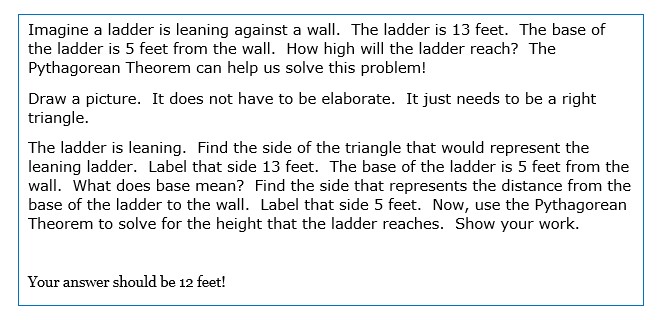 Imagine a ladder is leaning against a wall.  The ladder is 13 feet.  The base of
the ladder is 5 feet from the wall.  How high will the ladder reach?  The
Pythagorean Theorem can help us solve this problem!
Draw a picture.  It does not have to be elaborate.  It just needs to be a right
triangle.
The ladder is leaning.  Find the side of the triangle that would represent the
leaning ladder.  Label that side 13 feet.  The base of the ladder is 5 feet from the
wall.  What does base mean?  Find the side that represents the distance from the
base of the ladder to the wall.  Label that side 5 feet.  Now, use the Pythagorean
Theorem to solve for the height that the ladder reaches.  Show your work.
Your answer should be 12 feet!